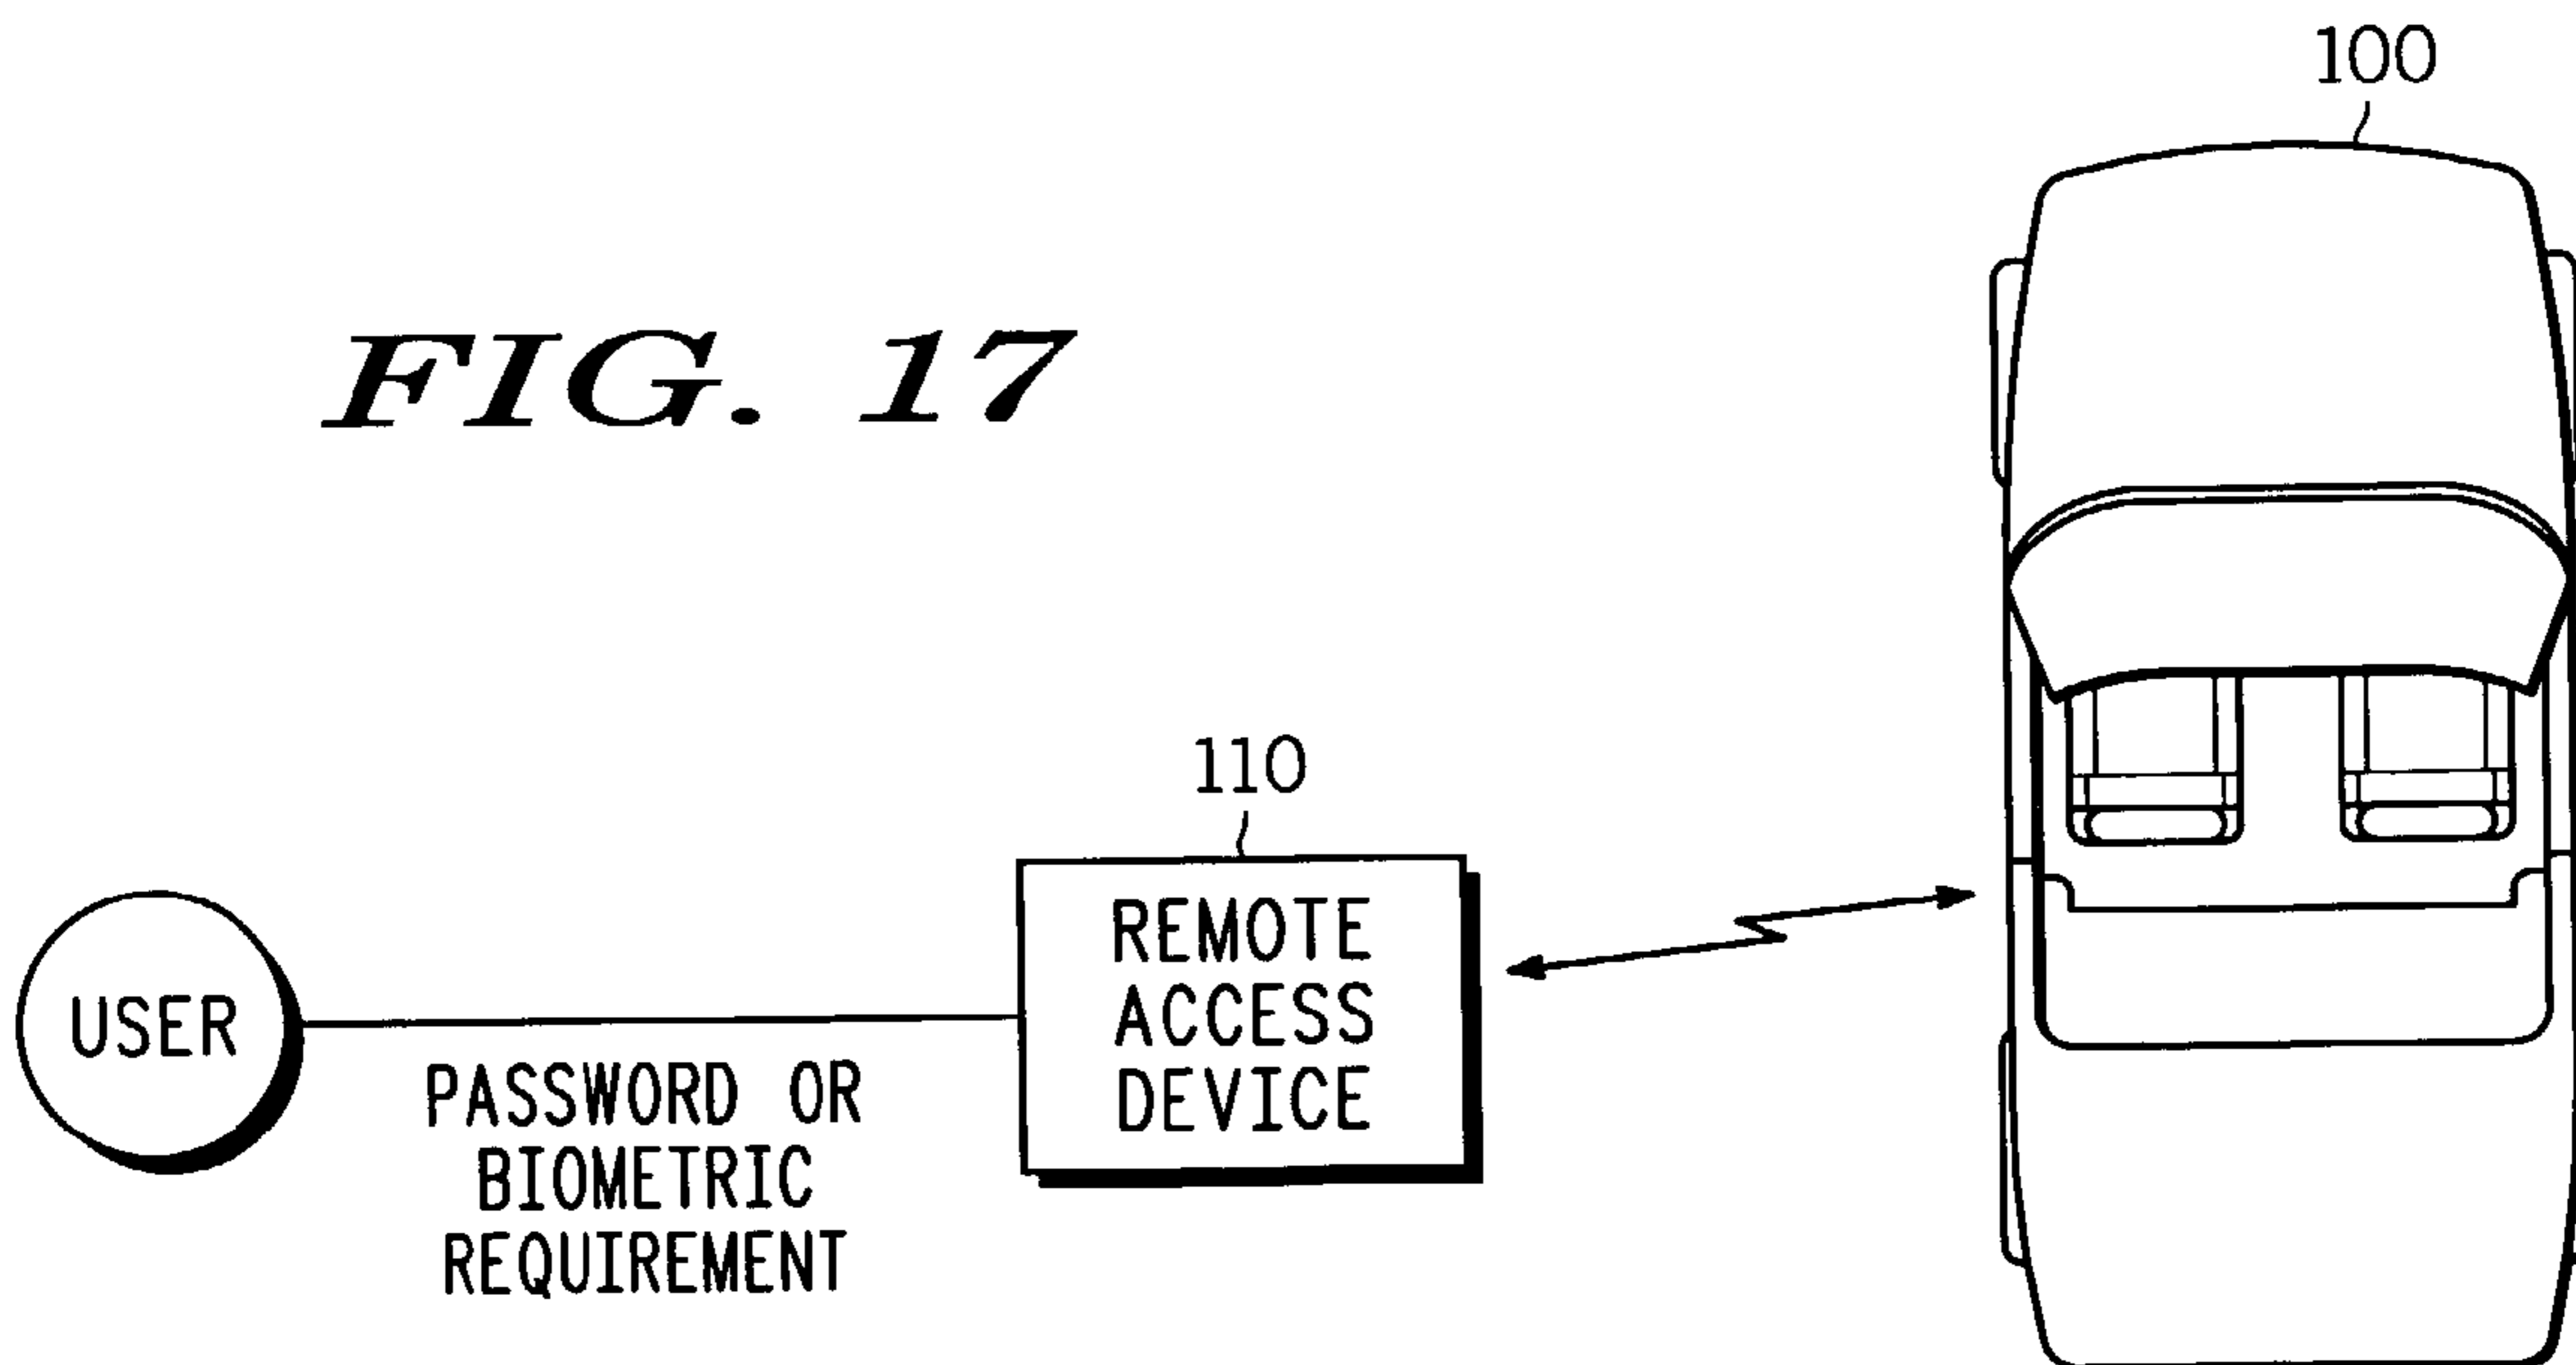 100
FIG. 17
110
REMOTE
ACCESS
DEVICE
USER
PASSWORD OR
BIOMETRIC
REQUIREMENT